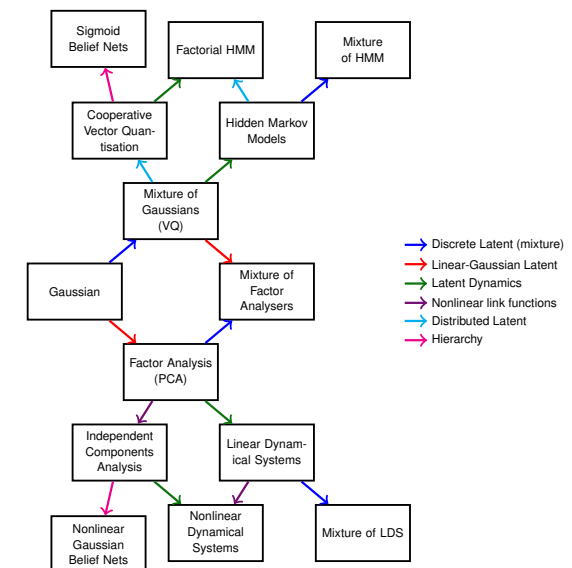 Sigmoid
Belief Nets
Factorial HMM
Mixture
of HMM
Cooperative
Vector Quan-
tisation
Hidden Markov
Models
Mixture of
Gaussians
(VQ)
Gaussian
Mixture of
Factor
Analysers
Discrete Latent (mixture)
Linear-Gaussian Latent
Latent Dynamics
Nonlinear link functions
Distributed Latent
Hierarchy
Factor Analysis
(PCA)
Independent
Components
Analysis
Linear Dynam-
ical Systems
Nonlinear
Gaussian
Belief Nets
Nonlinear
Dynamical
Systems
Mixture of LDS